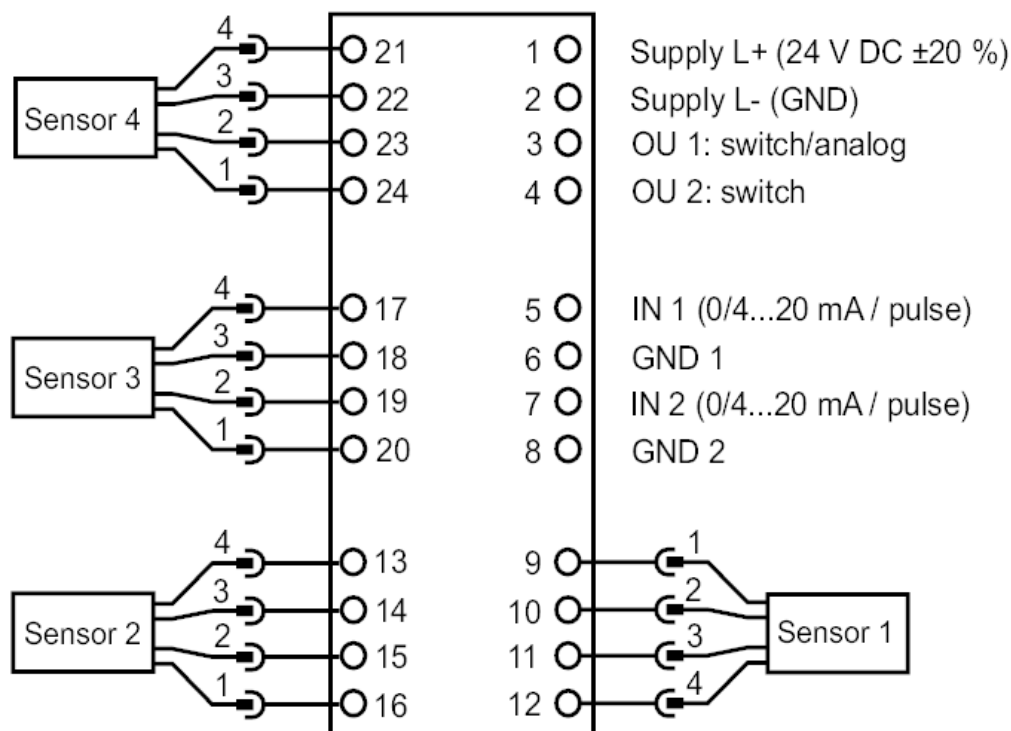 4 21 1 Supply L+ (24 V DC ±20 %)
3 22 2 Supply L- (GND)
Sensor 4
2 23 3 OU 1: switch/analog
1 24 4 OU 2: switch
4 17 5 IN 1 (0/4...20 mA / pulse)
3 18 6 GND 1
Sensor 3
2 19 7 IN 2 (0/4...20 mA / pulse)
1 20 8 GND 2
4 13 9 1
3 14 10 2
Sensor 2 Sensor 1
2 15 11 3
1 16 12 4